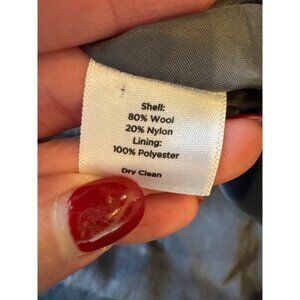 Shell:
80% Wool
20% Nylon
Lining:
100% Polyester
Dry Clean